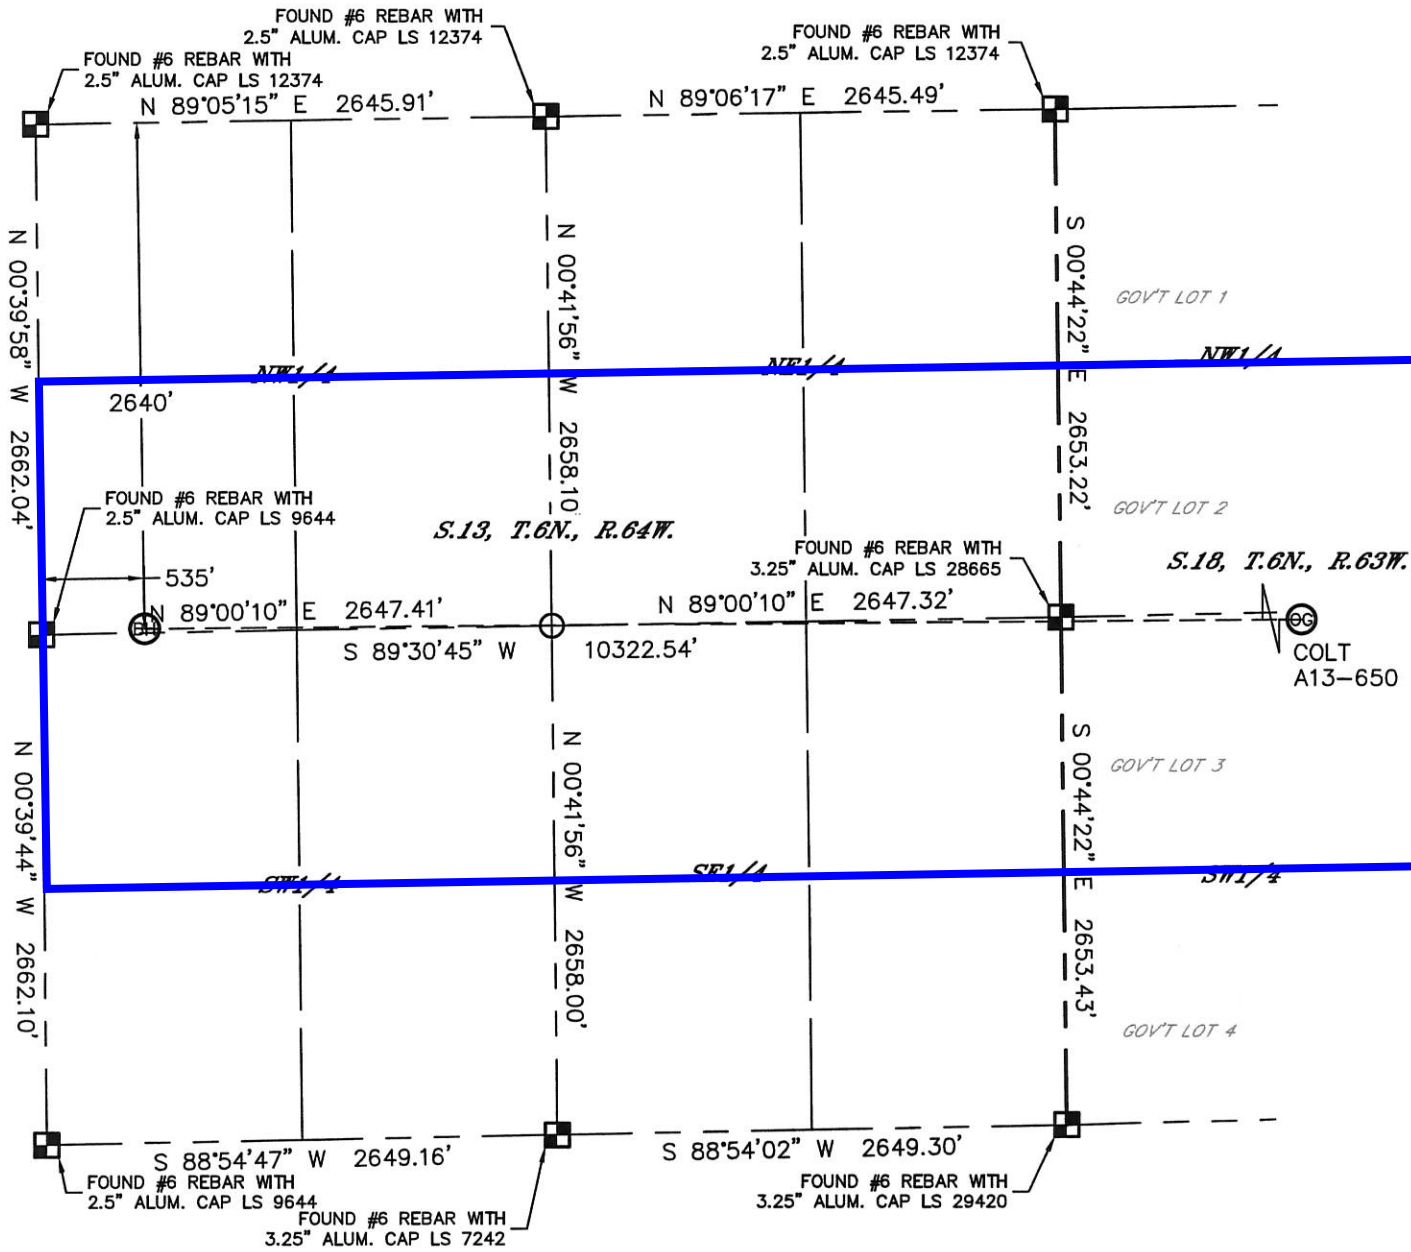 FOUND #6 REBAR WITH
2.5" ALUM. CAP LS 12374
FOUND #6 REBAR WITH
2.5" ALUM. CAP LS 12374
FOUND #6 REBAR WITH
2.5" ALUM. CAP LS 12374
N 89°05'15" E 2645.91'
N 89°06'17" E 2645.49'
N 00°39'58" W 2662.04'
N 00°41'56" W 2658.10'
S 00°44'22" E 2653.22'
GOV'T LOT 1
NW1/4
NE1/4
NW1/4
2640'
FOUND #6 REBAR WITH
2.5" ALUM. CAP LS 9644
GOV'T LOT 2
S.13, T.6N., R.64W.
FOUND #6 REBAR WITH
3.25" ALUM. CAP LS 28665
S.18, T.6N., R.63W.
535'
N 89°00'10" E 2647.41'
N 89°00'10" E 2647.32'
BH
OG
S 89°30'45" W 10322.54'
COLT
A13-650
N 00°39'44" W 2662.10'
N 00°41'56" W 2658.00'
S 00°44'22" E 2653.43'
GOV'T LOT 3
SW1/4
SE1/4
SW1/4
GOV'T LOT 4
S 88°54'47" W 2649.16'
S 88°54'02" W 2649.30'
FOUND #6 REBAR WITH
2.5" ALUM. CAP LS 9644
FOUND #6 REBAR WITH
3.25" ALUM. CAP LS 7242
FOUND #6 REBAR WITH
3.25" ALUM. CAP LS 29420